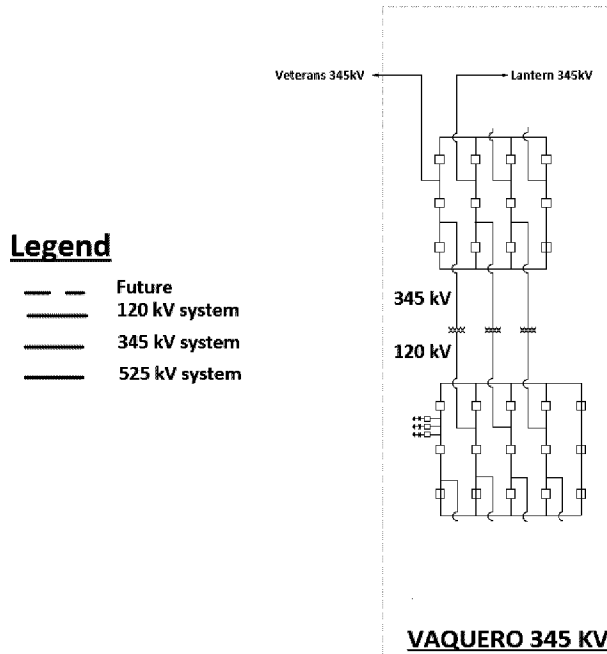 Veterans 345kV
Lantern 345kV
Legend
Future
120 kV system
345 kV system
525 kV system
345 kV
120 kV
VAQUERO 345 KV